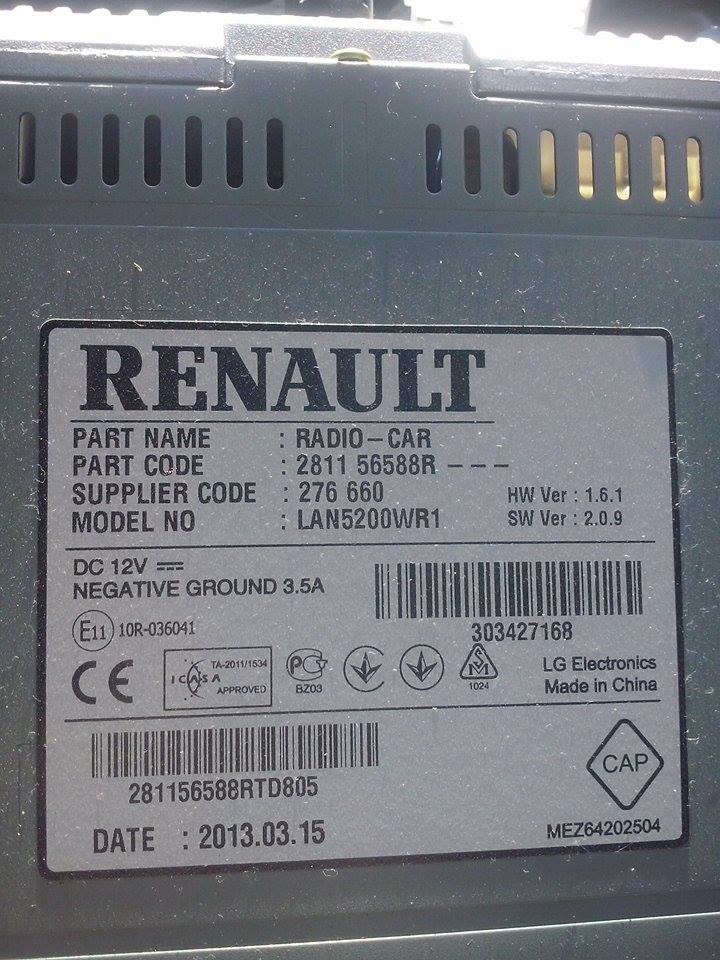 RENAULT
PART NAME : RADIO-CAR
PART CODE : 2811 56588R - - -
SUPPLIER CODE : 276 660 HW Ver : 1.6.1
MODEL NO : LAN5200WR1 SW Ver : 2.0.9
DC 12V
NEGATIVE GROUND 3.5A
E11 10R-036041
303427168
CE
TA-2011/1534
ICASA
APPROVED
BZ03
1024
LG Electronics
Made in China
281156588RTD805
CAP
DATE : 2013.03.15
MEZ64202504